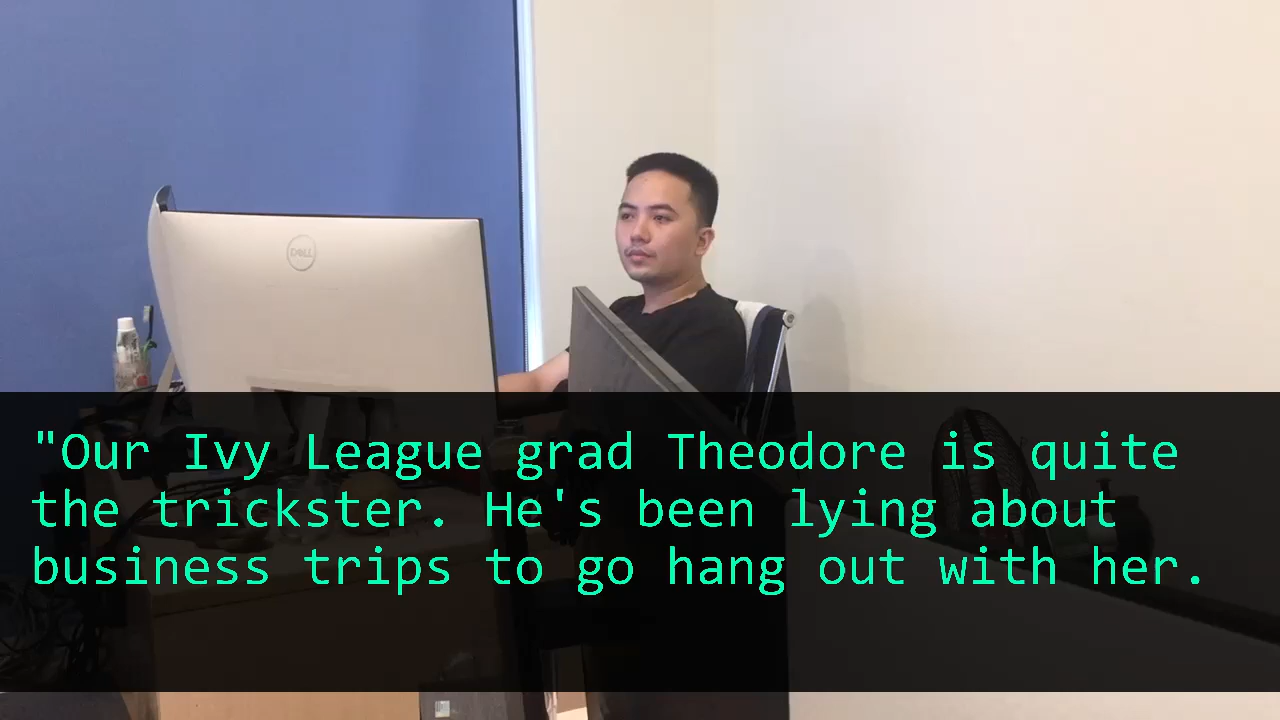 DELL
"Our Ivy League grad Theodore is quite
the trickster. He's been lying about
business trips to go hang out with her.